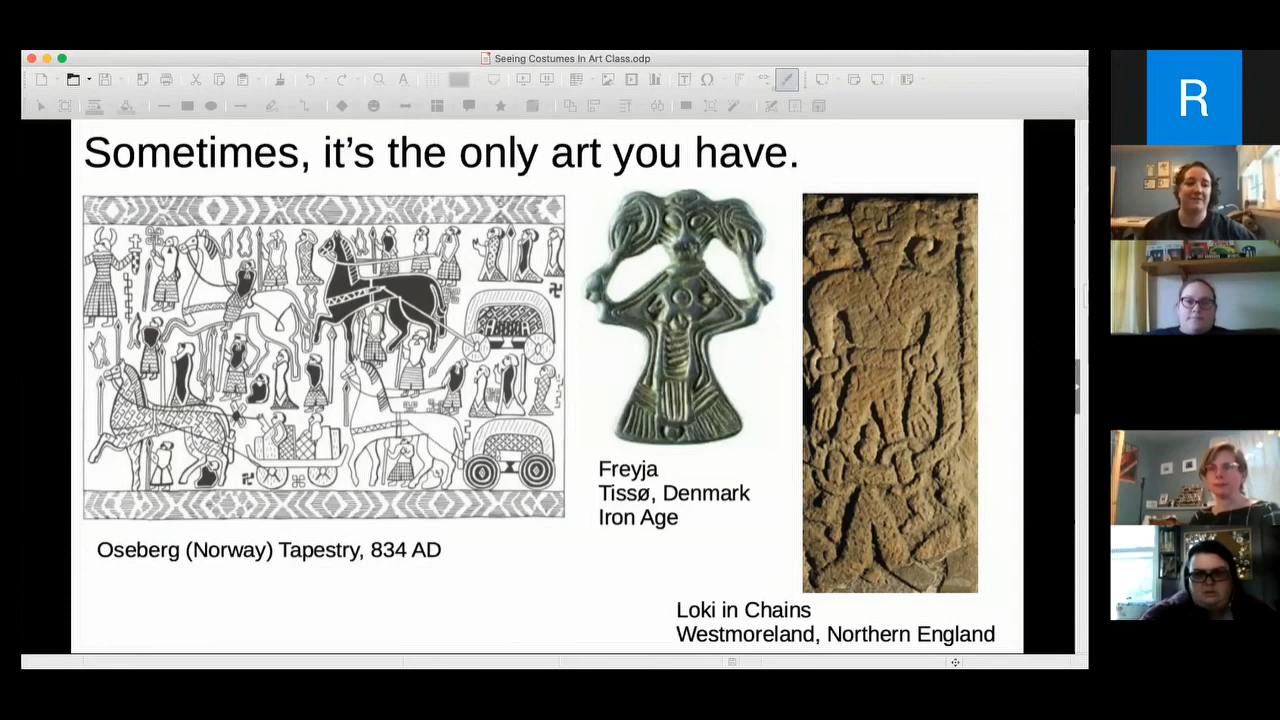 Seeing Costumes In Art Class.odp
Sometimes, it's the only art you have.
Freyja
Tissø, Denmark
Iron Age
Oseberg (Norway) Tapestry, 834 AD
Loki in Chains
Westmoreland, Northern England
R